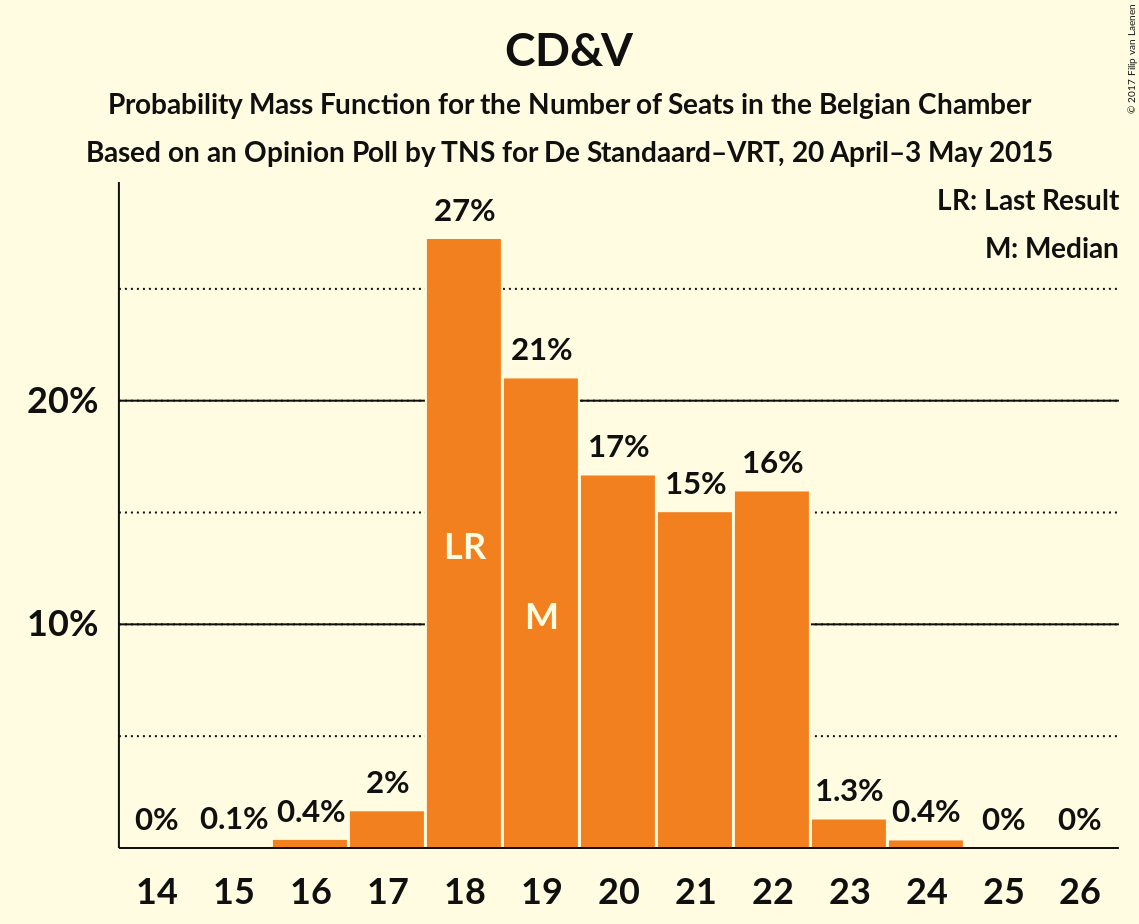 CD&V
Probability Mass Function for the Number of Seats in the Belgian Chamber
Based on an Opinion Poll by TNS for De Standaard–VRT, 20 April–3 May 2015
© 2017 Filip van Laenen
LR: Last Result
M: Median
27%
21%
20%
17%
16%
15%
LR
M
10%
2%
1.3%
0%
0.1%
0.4%
0.4%
0%
0%
14 15 16 17 18 19 20 21 22 23 24 25 26